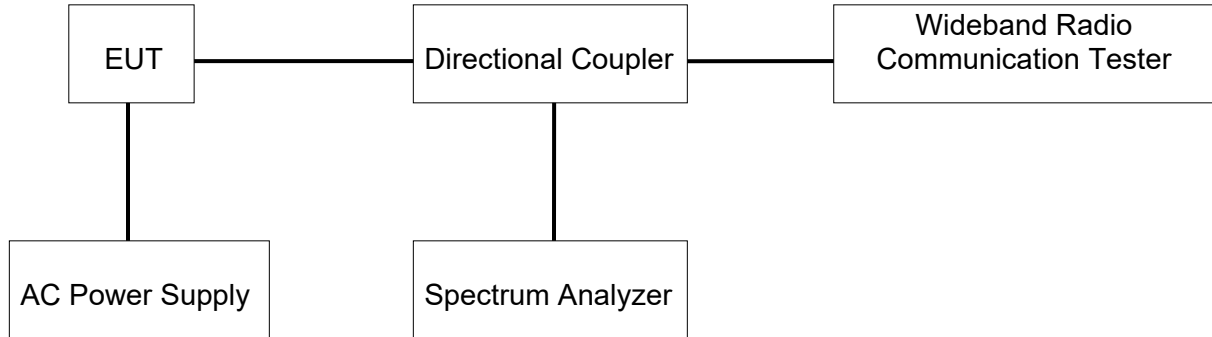 EUT
Directional Coupler
Wideband Radio
Communication Tester
AC Power Supply
Spectrum Analyzer